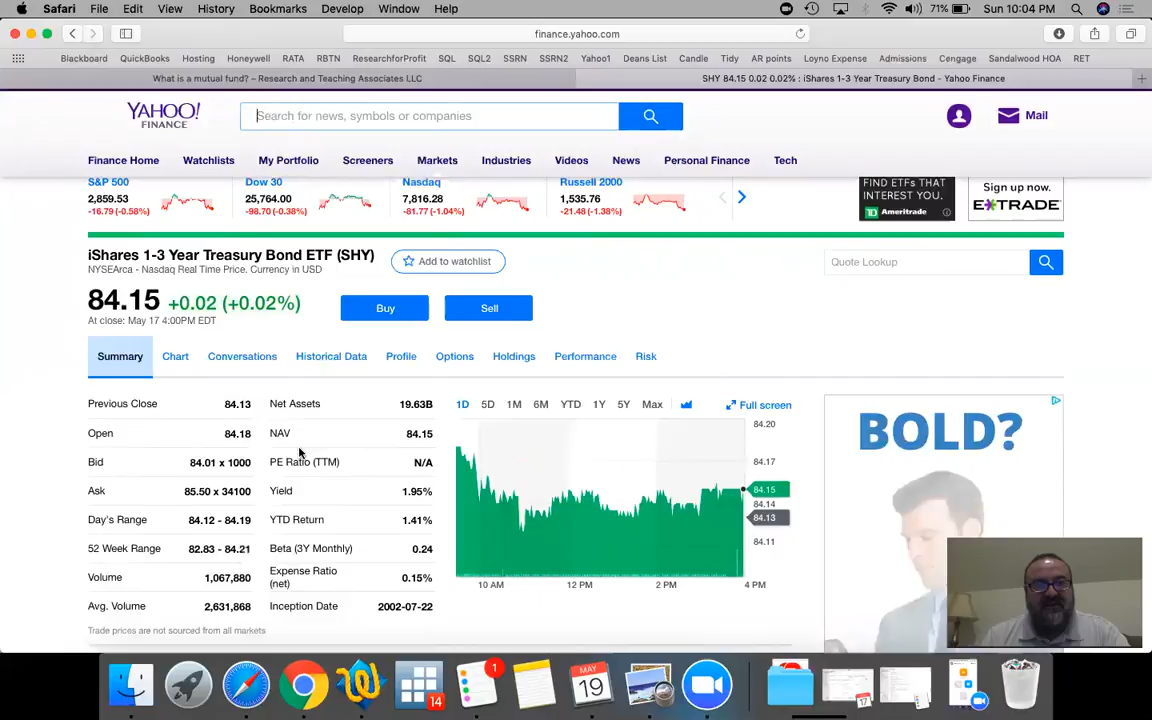 Safari File Edit View History Bookmarks Develop Window Help 71% Sun 10:04 PM
finance.yahoo.com
Blackboard QuickBooks Hosting Honeywell RATA RBTN ResearchforProfit SQL SQL2 SSRN SSRN2 Yahoo1 Deans List Candle Tidy AR points Loyno Expense Admissions Cengage Sandalwood HOA RET
What is a mutual fund? – Research and Teaching Associates LLC SHY 84.15 0.02 0.02% : iShares 1-3 Year Treasury Bond - Yahoo Finance
YAHOO!
FINANCE
Search for news, symbols or companies
Mail
Finance Home Watchlists My Portfolio Screeners Markets Industries Videos News Personal Finance Tech
S&P 500 Dow 30 Nasdaq Russell 2000
2,859.53 25,764.00 7,816.28 1,535.76
-16.79 (-0.58%) -98.70 (-0.38%) -81.77 (-1.04%) -21.48 (-1.38%)
FIND ETFs THAT
INTEREST YOU.
Ameritrade
Sign up now.
E*TRADE
iShares 1-3 Year Treasury Bond ETF (SHY)
Add to watchlist
NYSEArca - Nasdaq Real Time Price. Currency in USD
Quote Lookup
84.15 +0.02 (+0.02%)
At close: May 17 4:00PM EDT
Buy Sell
Summary Chart Conversations Historical Data Profile Options Holdings Performance Risk
Previous Close 84.13 Net Assets 19.63B
Open 84.18 NAV 84.15
Bid 84.01 x 1000 PE Ratio (TTM) N/A
Ask 85.50 x 34100 Yield 1.95%
Day's Range 84.12 - 84.19 YTD Return 1.41%
52 Week Range 82.83 - 84.21 Beta (3Y Monthly) 0.24
Volume 1,067,880 Expense Ratio (net) 0.15%
Avg. Volume 2,631,868 Inception Date 2002-07-22
Trade prices are not sourced from all markets
1D 5D 1M 6M YTD 1Y 5Y Max Full screen
84.20
84.17
84.15
84.14
84.13
84.11
10 AM 12 PM 2 PM 4 PM
BOLD?
14
1
MAY
19
17